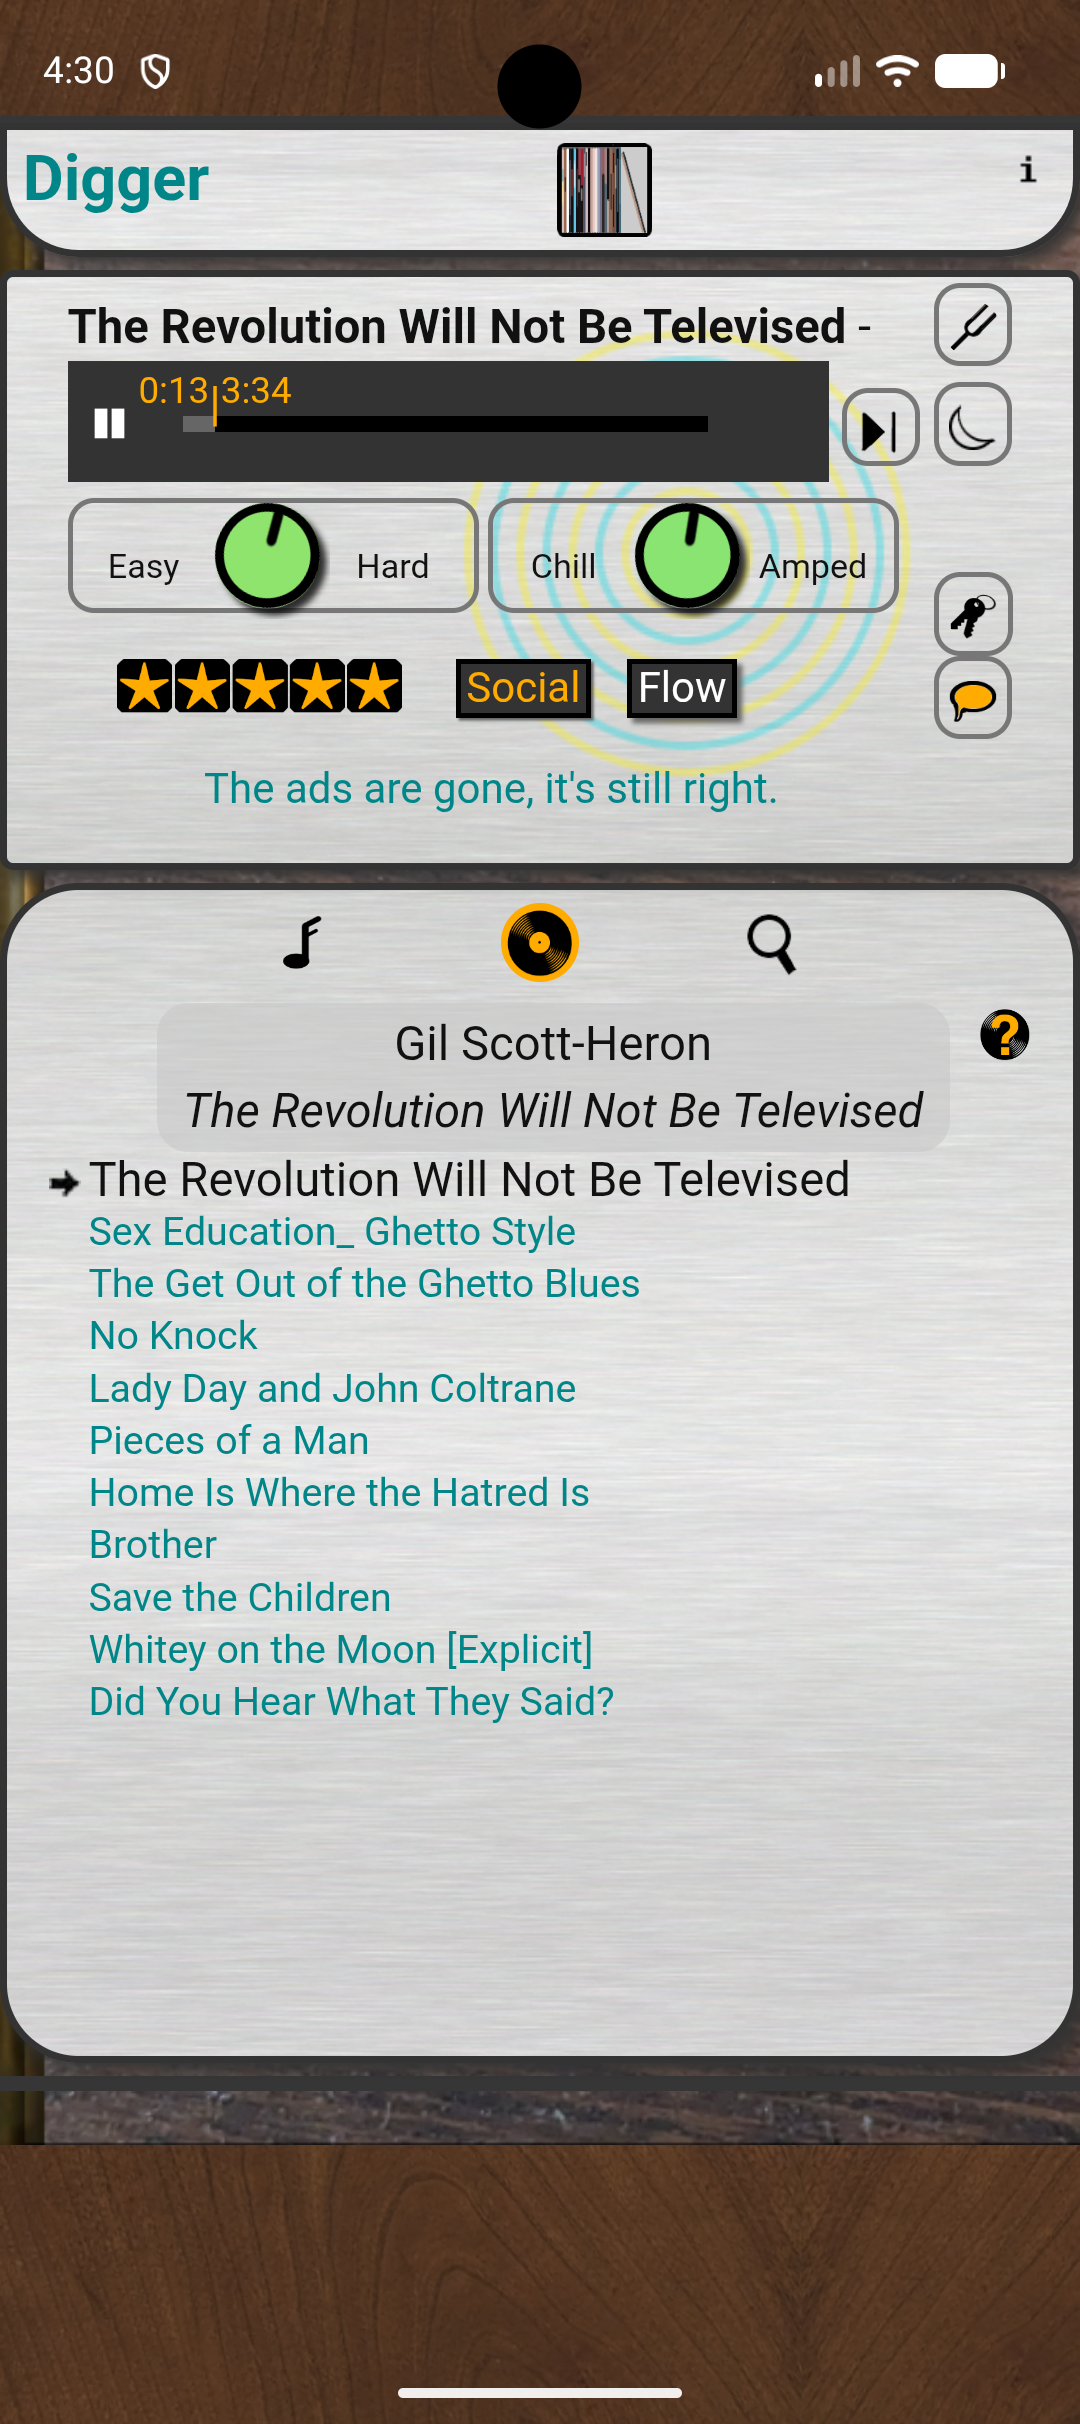 4:30
Digger
i
The Revolution Will Not Be Televised -
0:13 3:34
Easy Hard Chill Amped
Social Flow
The ads are gone, it's still right.
Gil Scott-Heron
?
The Revolution Will Not Be Televised
The Revolution Will Not Be Televised
Sex Education_ Ghetto Style
The Get Out of the Ghetto Blues
No Knock
Lady Day and John Coltrane
Pieces of a Man
Home Is Where the Hatred Is
Brother
Save the Children
Whitey on the Moon [Explicit]
Did You Hear What They Said?